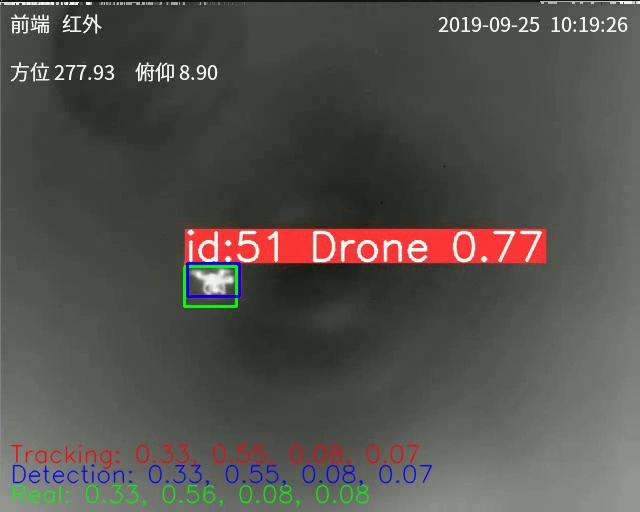 前端 红外 2019-09-25 10:19:26
方位 277.93 俯仰 8.90
id:51 Drone 0.77
Tracking: 0.33, 0.55, 0.08, 0.07
Detection: 0.33, 0.55, 0.08, 0.07
Real: 0.33, 0.56, 0.08, 0.08